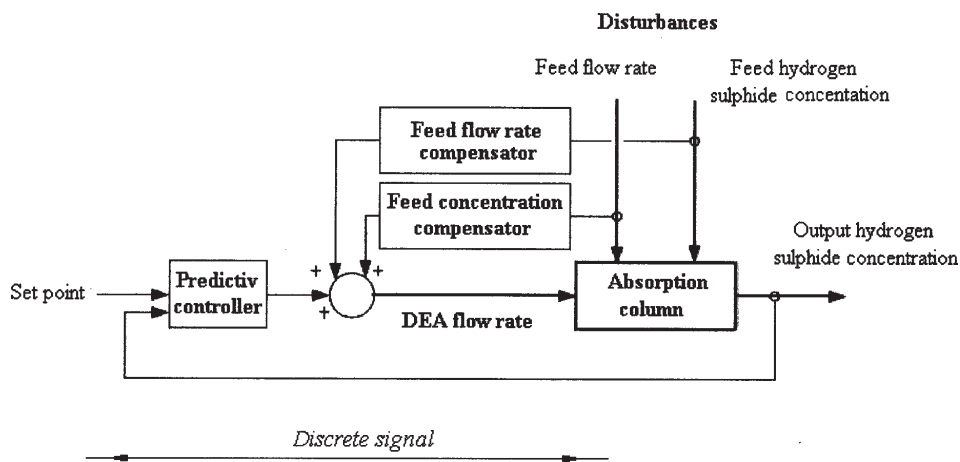 Disturbances
Feed flow rate
Feed hydrogen
sulphide concentation
Feed flow rate
compensator
Feed concentration
compensator
Output hydrogen
sulphide concentration
Set point
Predictiv
controller
+
+
+
DEA flow rate
Absorption
column
Discrete signal